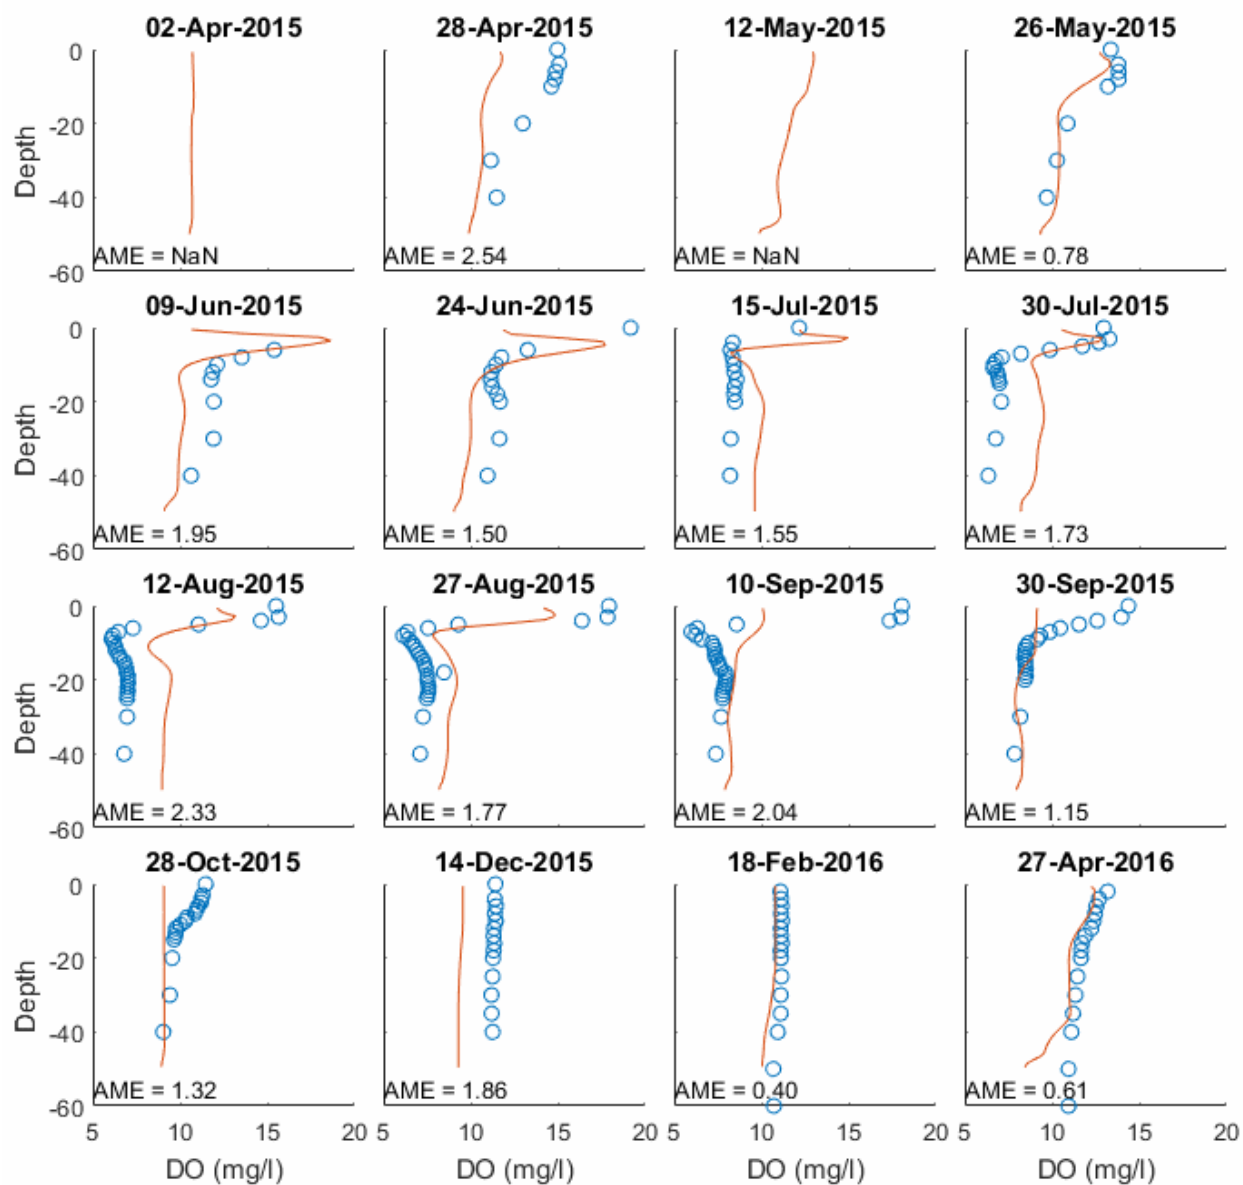 02-Apr-2015 28-Apr-2015 12-May-2015 26-May-2015
0
-20
-40
-60
Depth
AME = NaN AME = 2.54 AME = NaN AME = 0.78
09-Jun-2015 24-Jun-2015 15-Jul-2015 30-Jul-2015
0
-20
-40
-60
Depth
AME = 1.95 AME = 1.50 AME = 1.55 AME = 1.73
12-Aug-2015 27-Aug-2015 10-Sep-2015 30-Sep-2015
0
-20
-40
-60
Depth
AME = 2.33 AME = 1.77 AME = 2.04 AME = 1.15
28-Oct-2015 14-Dec-2015 18-Feb-2016 27-Apr-2016
0
-20
-40
-60
Depth
AME = 1.32 AME = 1.86 AME = 0.40 AME = 0.61
5 10 15 20 5 10 15 20 5 10 15 20 5 10 15 20
DO (mg/l) DO (mg/l) DO (mg/l) DO (mg/l)